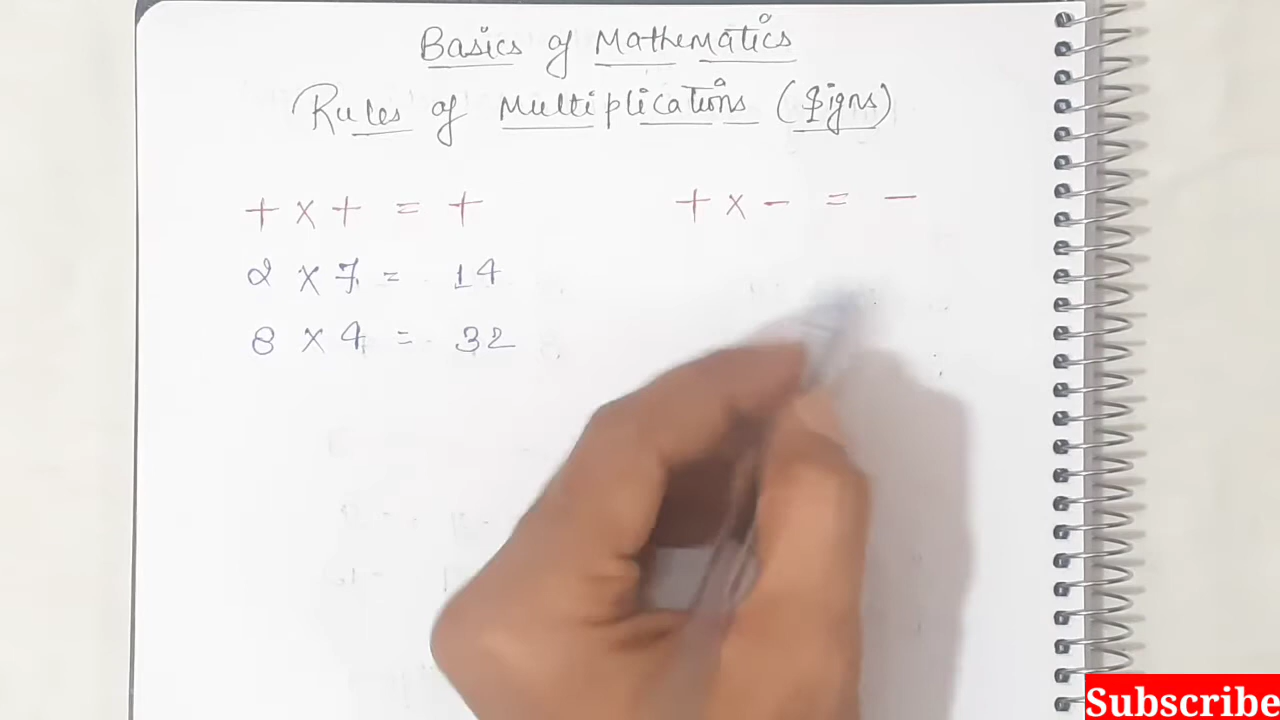 Basics of Mathematics
Rules of Multiplications (Signs)
+ x + = +
2 x 7 = 14
8 x 4 = 32
+ x - = -
Subscribe